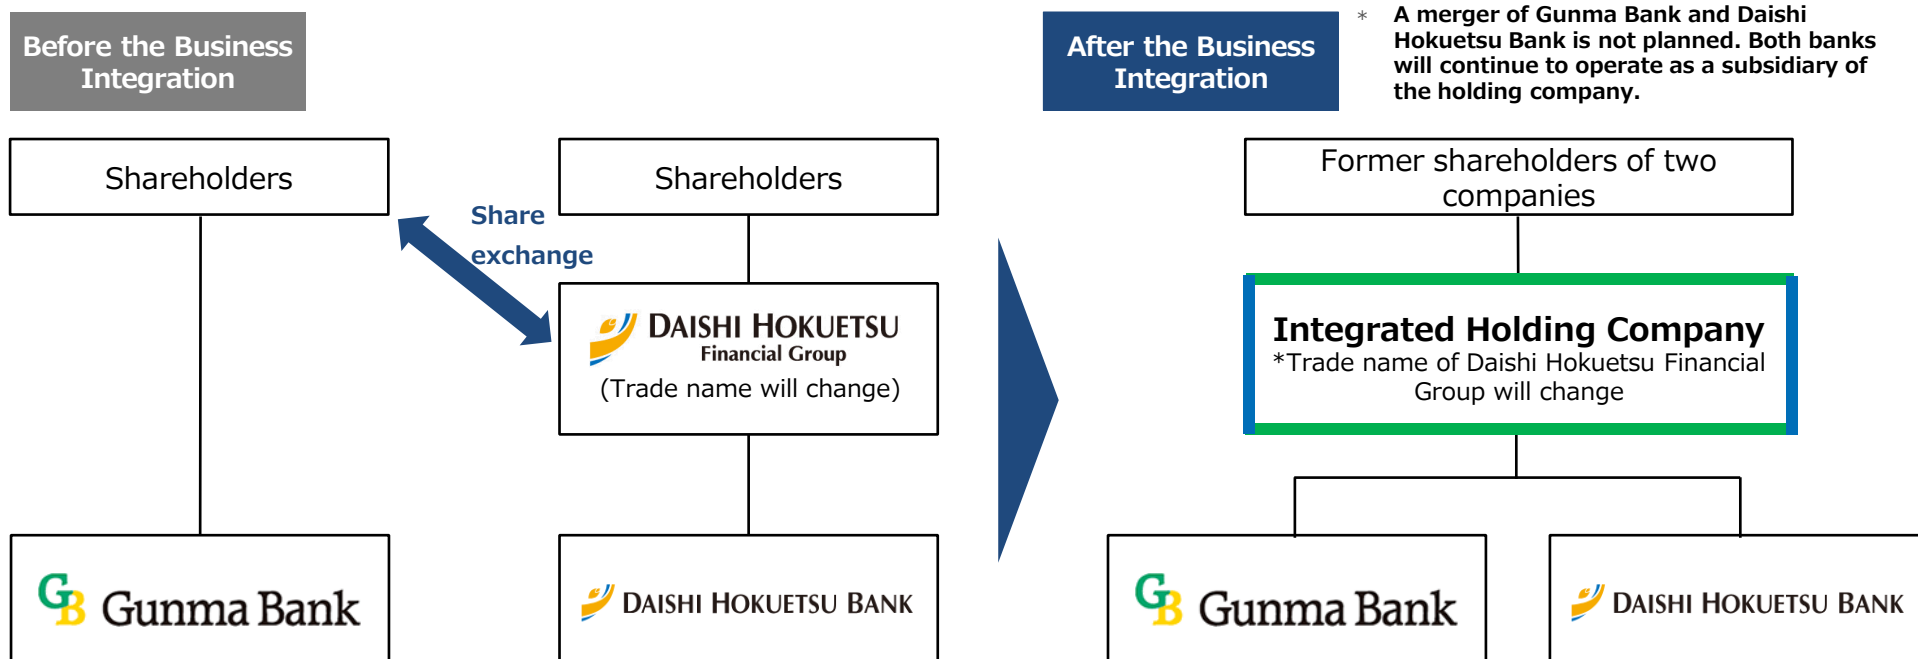 Before the Business
Integration
Shareholders
Shareholders
Share
exchange
DAISHI HOKUETSU
Financial Group
(Trade name will change)
GB Gunma Bank
DAISHI HOKUETSU BANK
After the Business
Integration
* A merger of Gunma Bank and Daishi
Hokuetsu Bank is not planned. Both banks
will continue to operate as a subsidiary of
the holding company.
Former shareholders of two
companies
Integrated Holding Company
*Trade name of Daishi Hokuetsu Financial
Group will change
GB Gunma Bank
DAISHI HOKUETSU BANK